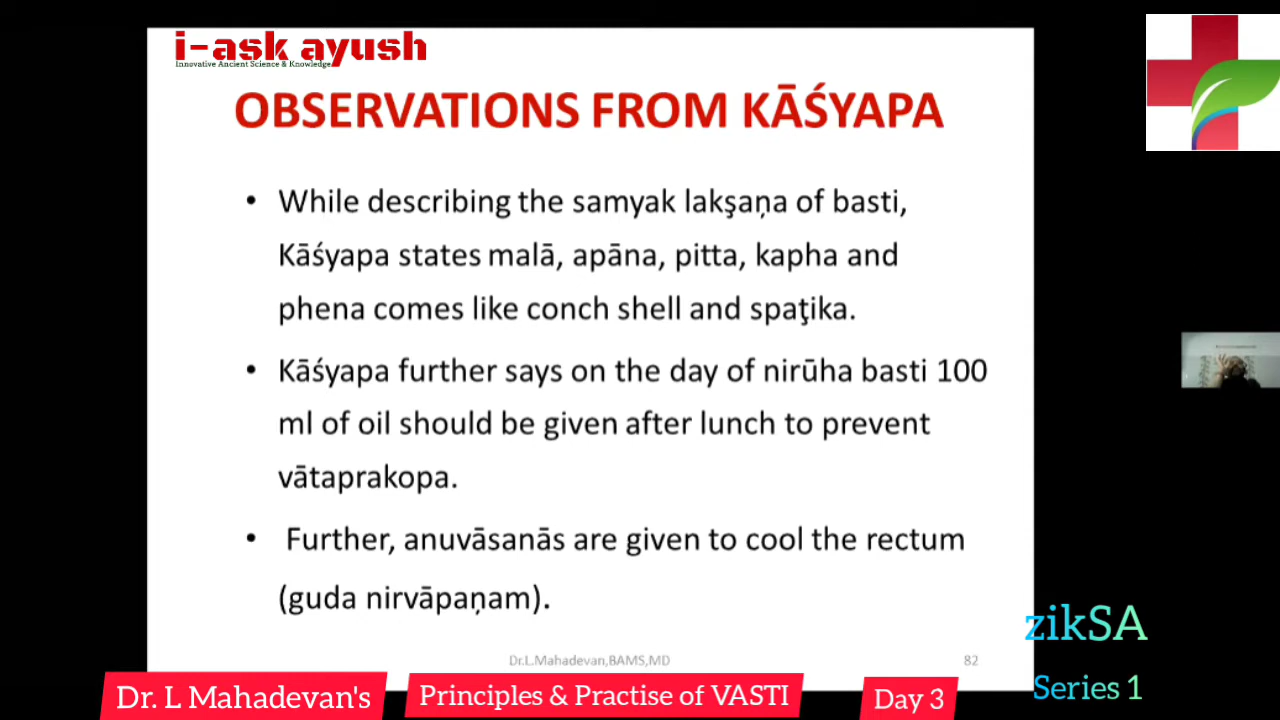 i-ask ayush
Innovative Ancient Science & Knowledge
OBSERVATIONS FROM KĀŚYAPA
• While describing the samyak lakşaņa of basti,
Kāśyapa states malā, apāna, pitta, kapha and
phena comes like conch shell and spaţika.
• Kāśyapa further says on the day of nirūha basti 100
ml of oil should be given after lunch to prevent
vātaprakopa.
• Further, anuvāsanās are given to cool the rectum
(guda nirvāpaņam).
Dr.L.Mahadevan,BAMS,MD 82
zikSA
Series 1
Dr. L Mahadevan's Principles & Practise of VASTI Day 3